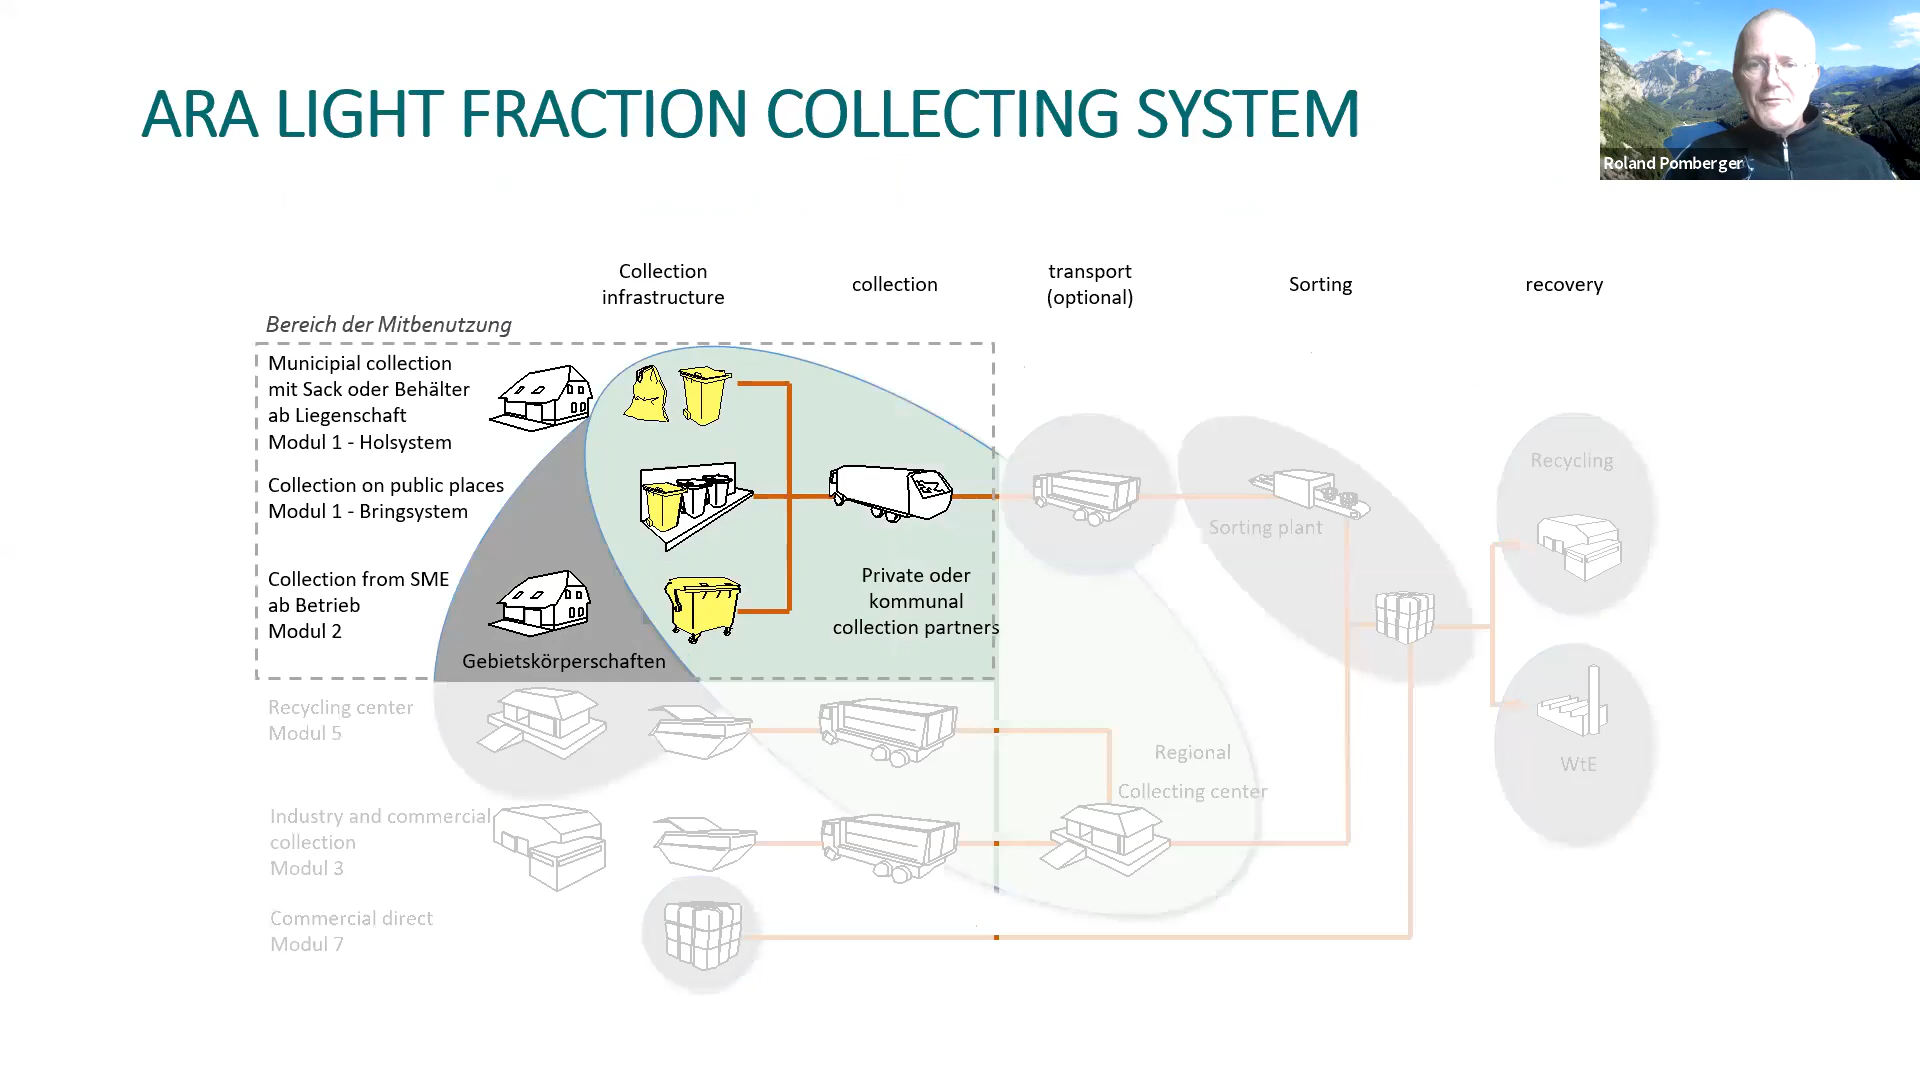 ARA LIGHT FRACTION COLLECTING SYSTEM
Roland Pomberger
Collection
infrastructure
collection
transport
(optional)
Sorting
recovery
Bereich der Mitbenutzung
Municipial collection
mit Sack oder Behälter
ab Liegenschaft
Modul 1 - Holsystem
Collection on public places
Modul 1 - Bringsystem
Collection from SME
ab Betrieb
Modul 2
Gebietskörperschaften
Private oder
kommunal
collection partners
Sorting plant
Recycling
WtE
Recycling center
Modul 5
Regional
Collecting center
Industry and commercial
collection
Modul 3
Commercial direct
Modul 7